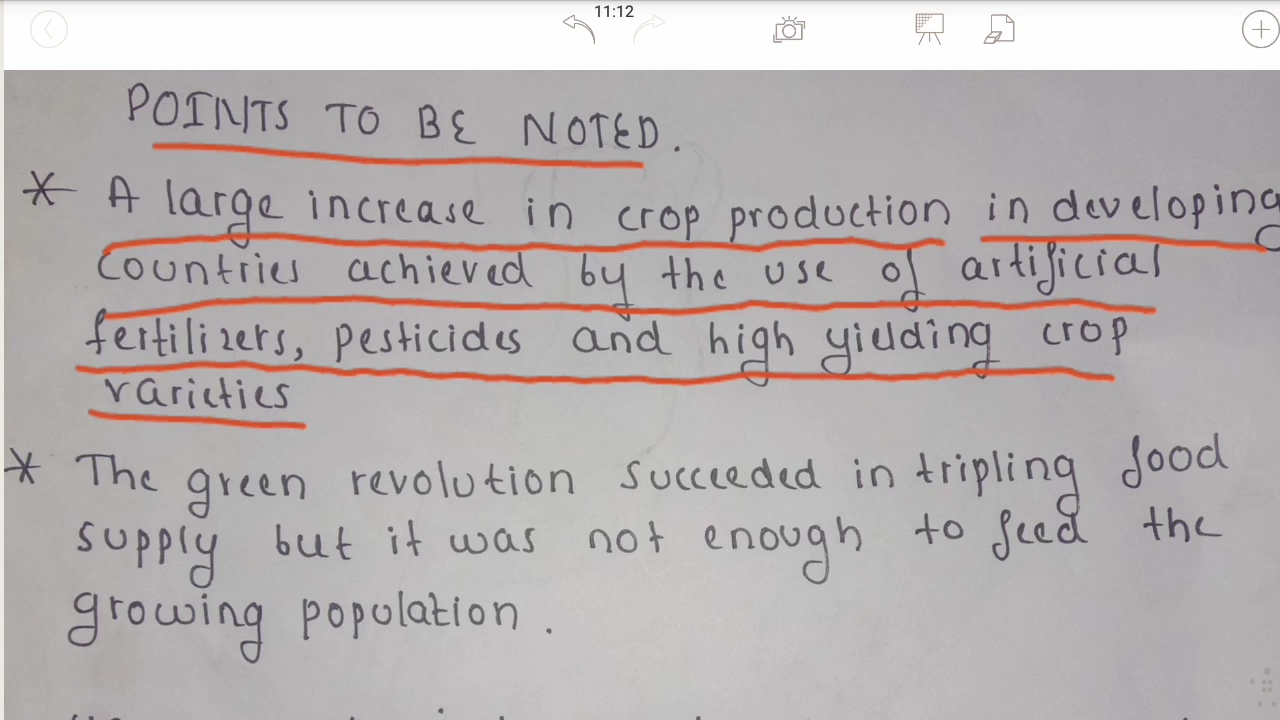 11:12
POINTS TO BE NOTED.
* A large increase in crop production in developing
countries achieved by the use of artificial
fertilizers, pesticides and high yielding crop
varieties
* The green revolution succeeded in tripling food
supply but it was not enough to feed the
growing population.